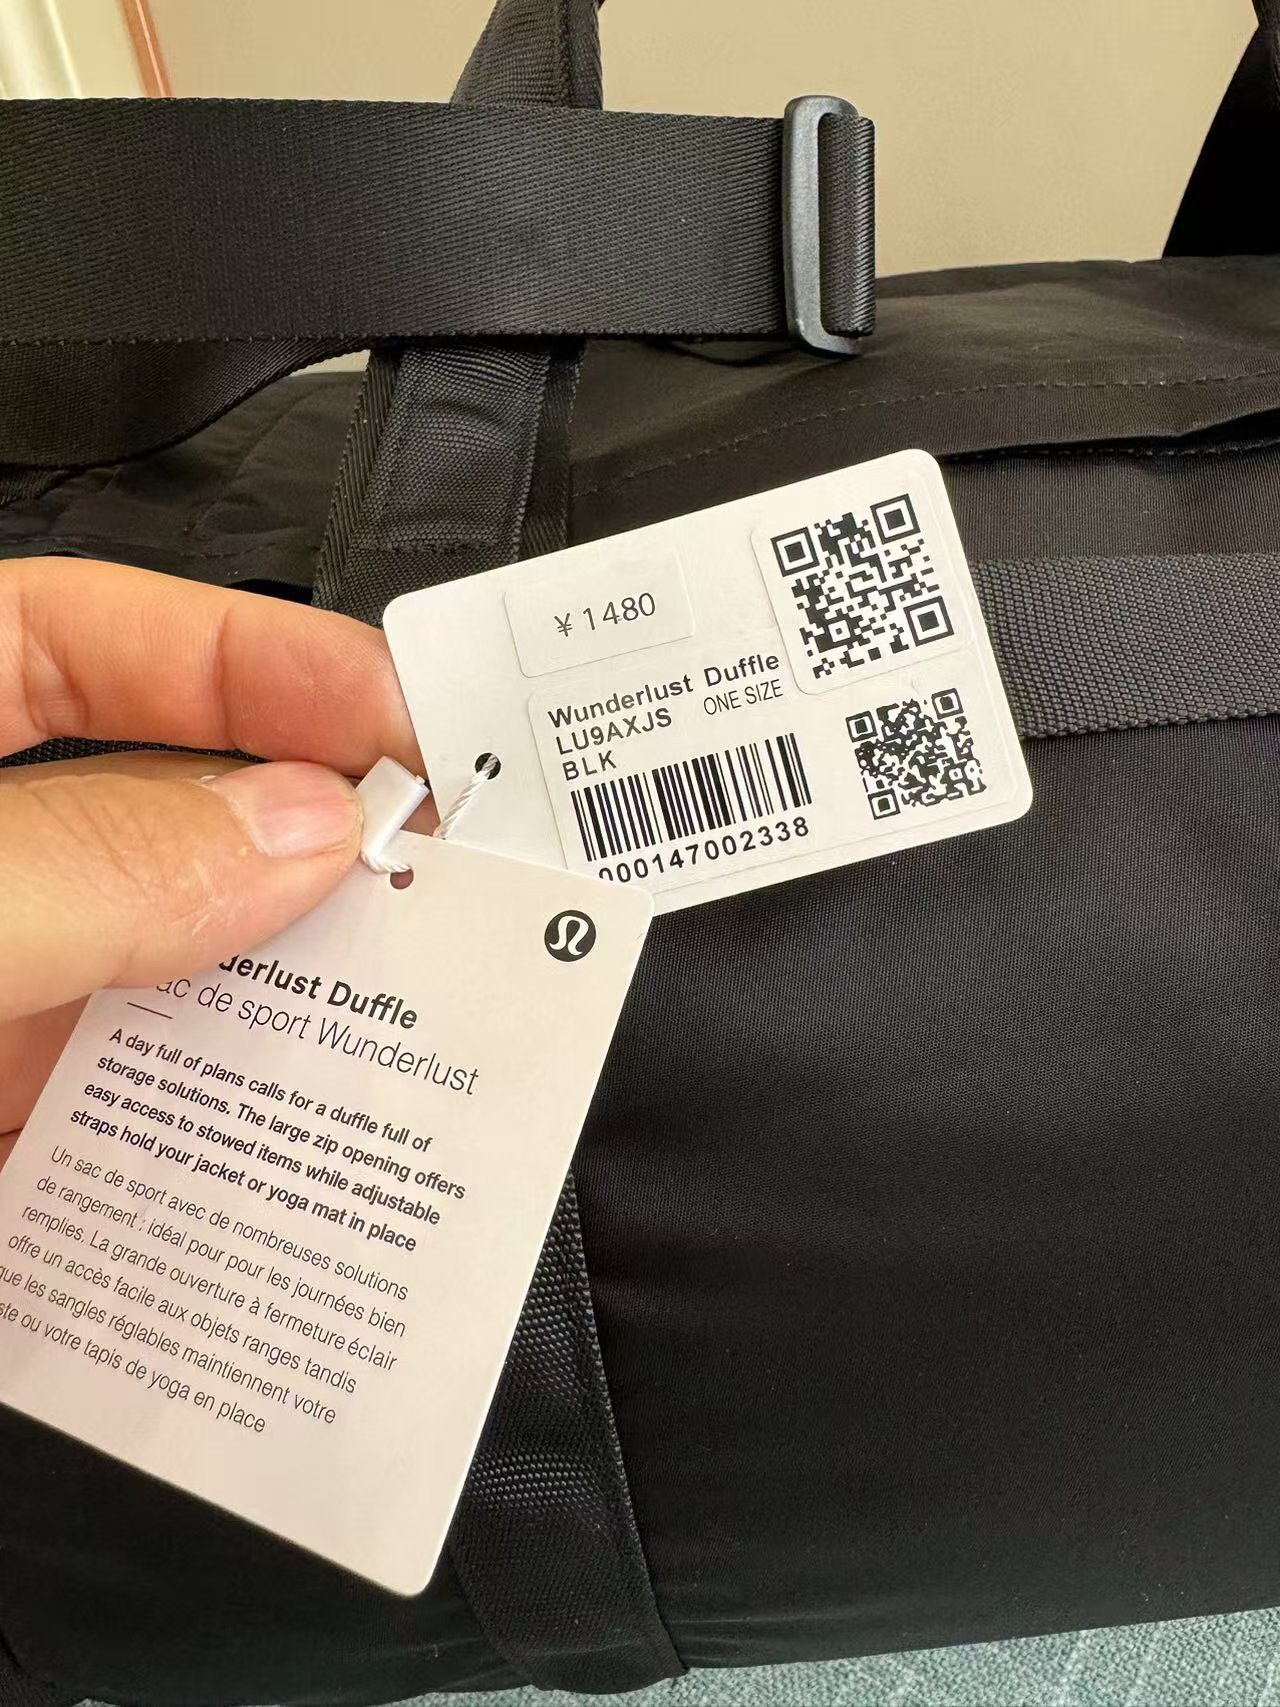 ¥ 1480
Wunderlust Duffle
LU9AXJS ONE SIZE
BLK
000147002338
derlust Duffle
ac de sport Wunderlust
A day full of plans calls for a duffle full of
storage solutions. The large zip opening offers
easy access to stowed items while adjustable
straps hold your jacket or yoga mat in place
Un sac de sport avec de nombreuses solutions
de rangement : idéal pour pour les journées bien
remplies. La grande ouverture à fermeture éclair
offre un accès facile aux objets ranges tandis
que les sangles réglables maintiennent votre
ste ou votre tapis de yoga en place